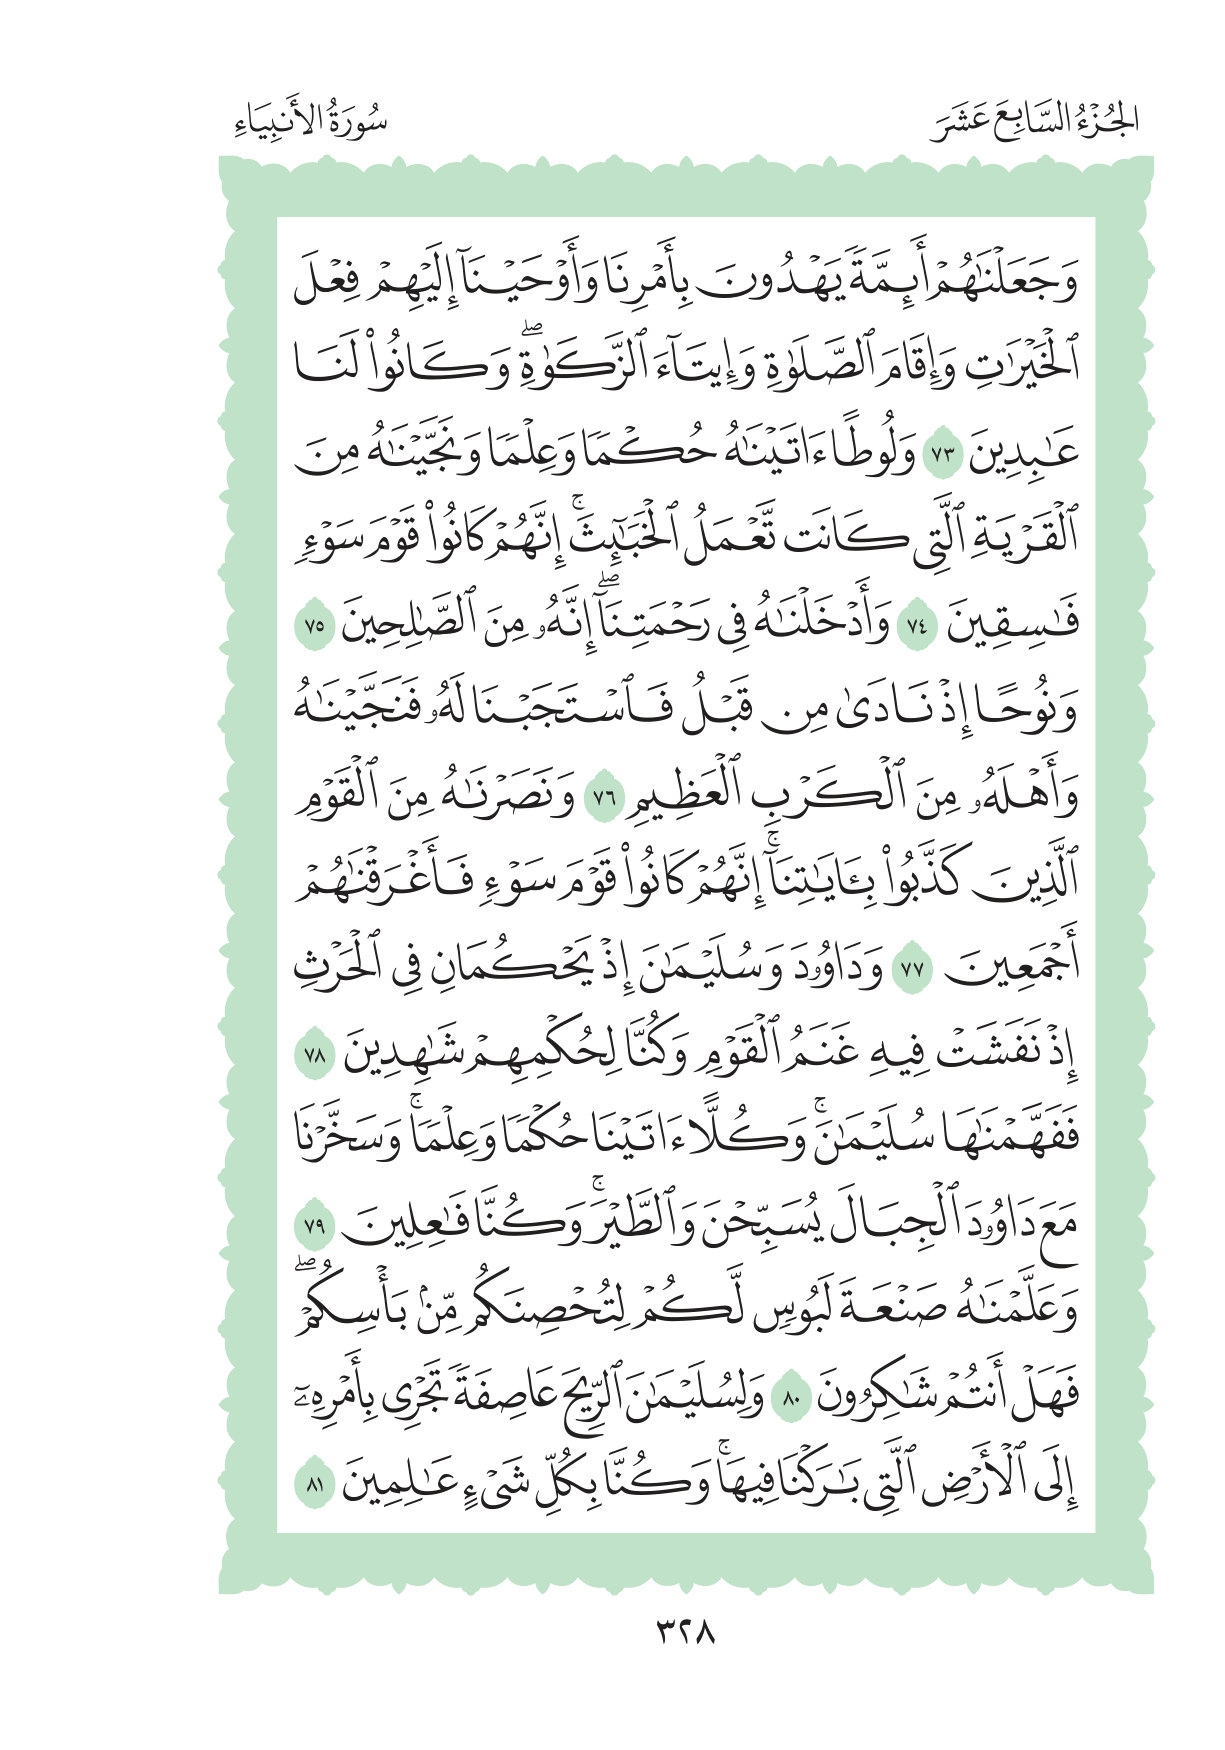 الجُزْءُ السَّابِعَ عَشَرَ
سُورَةُ الأَنبِيَاءِ
وَجَعَلْنَٰهُمْ أَئِمَّةً يَهْدُونَ بِأَمْرِنَا وَأَوْحَيْنَآ إِلَيْهِمْ فِعْلَ
ٱلْخَيْرَٰتِ وَإِقَامَ ٱلصَّلَوٰةِ وَإِيتَآءَ ٱلزَّكَوٰةِۖ وَكَانُوا۟ لَنَا
عَٰبِدِينَ ٧٣ وَلُوطًا ءَاتَيْنَٰهُ حُكْمًا وَعِلْمًا وَنَجَّيْنَٰهُ مِنَ
ٱلْقَرْيَةِ ٱلَّتِى كَانَت تَّعْمَلُ ٱلْخَبَٰٓئِثَۚ إِنَّهُمْ كَانُوا۟ قَوْمَ سَوْءٍ
فَٰسِقِينَ ٧٤ وَأَدْخَلْنَٰهُ فِى رَحْمَتِنَآۖ إِنَّهُۥ مِنَ ٱلصَّٰلِحِينَ ٧٥
وَنُوحًا إِذْ نَادَىٰ مِن قَبْلُ فَٱسْتَجَبْنَا لَهُۥ فَنَجَّيْنَٰهُ
وَأَهْلَهُۥ مِنَ ٱلْكَرْبِ ٱلْعَظِيمِ ٧٦ وَنَصَرْنَٰهُ مِنَ ٱلْقَوْمِ
ٱلَّذِينَ كَذَّبُوا۟ بِـَٔايَٰتِنَآۚ إِنَّهُمْ كَانُوا۟ قَوْمَ سَوْءٍ فَأَغْرَقْنَٰهُمْ
أَجْمَعِينَ ٧٧ وَدَاوُۥدَ وَسُلَيْمَٰنَ إِذْ يَحْكُمَانِ فِى ٱلْحَرْثِ
إِذْ نَفَشَتْ فِيهِ غَنَمُ ٱلْقَوْمِ وَكُنَّا لِحُكْمِهِمْ شَٰهِدِينَ ٧٨
فَفَهَّمْنَٰهَا سُلَيْمَٰنَۚ وَكُلًّا ءَاتَيْنَا حُكْمًا وَعِلْمًاۚ وَسَخَّرْنَا
مَعَ دَاوُۥدَ ٱلْجِبَالَ يُسَبِّحْنَ وَٱلطَّيْرَۚ وَكُنَّا فَٰعِلِينَ ٧٩
وَعَلَّمْنَٰهُ صَنْعَةَ لَبُوسٍ لَّكُمْ لِتُحْصِنَكُم مِّنۢ بَأْسِكُمْۖ
فَهَلْ أَنتُمْ شَٰكِرُونَ ٨٠ وَلِسُلَيْمَٰنَ ٱلرِّيحَ عَاصِفَةً تَجْرِى بِأَمْرِهِۦٓ
إِلَى ٱلْأَرْضِ ٱلَّتِى بَٰرَكْنَا فِيهَاۚ وَكُنَّا بِكُلِّ شَىْءٍ عَٰلِمِينَ ٨١
٣٢٨